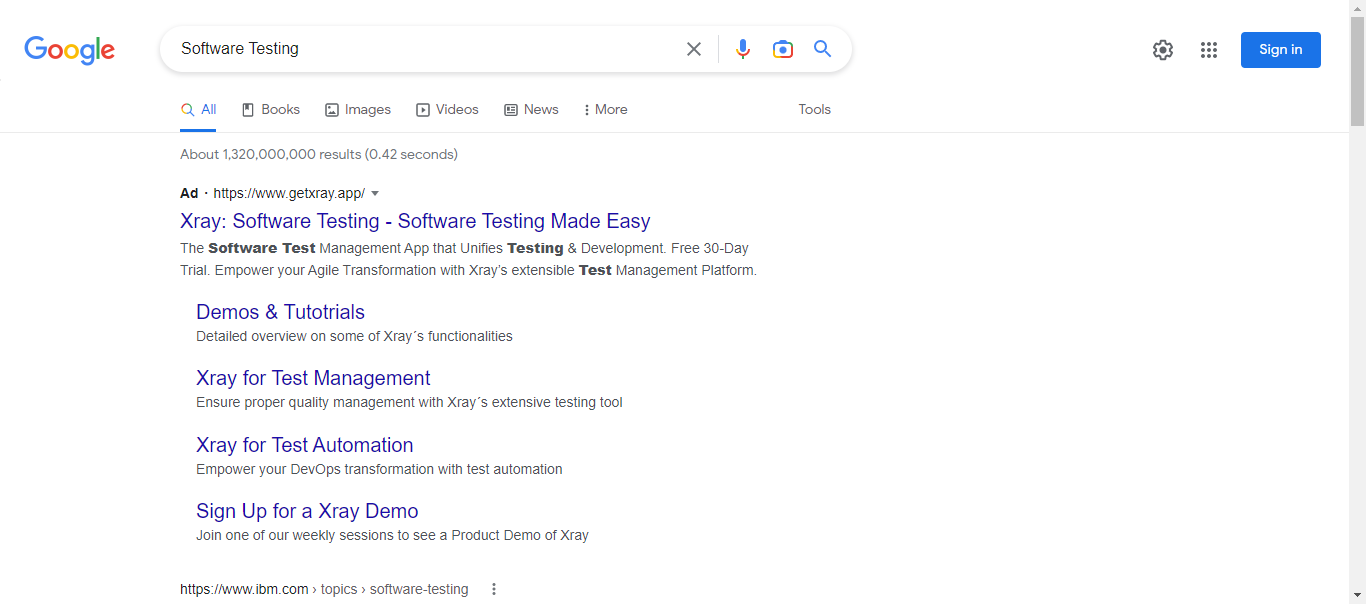 Google
Software Testing
Sign in
All Books Images Videos News More Tools
About 1,320,000,000 results (0.42 seconds)
Ad · https://www.getxray.app/
Xray: Software Testing - Software Testing Made Easy
The Software Test Management App that Unifies Testing & Development. Free 30-Day
Trial. Empower your Agile Transformation with Xray’s extensible Test Management Platform.
Demos & Tutotrials
Detailed overview on some of Xray´s functionalities
Xray for Test Management
Ensure proper quality management with Xray´s extensive testing tool
Xray for Test Automation
Empower your DevOps transformation with test automation
Sign Up for a Xray Demo
Join one of our weekly sessions to see a Product Demo of Xray
https://www.ibm.com › topics › software-testing